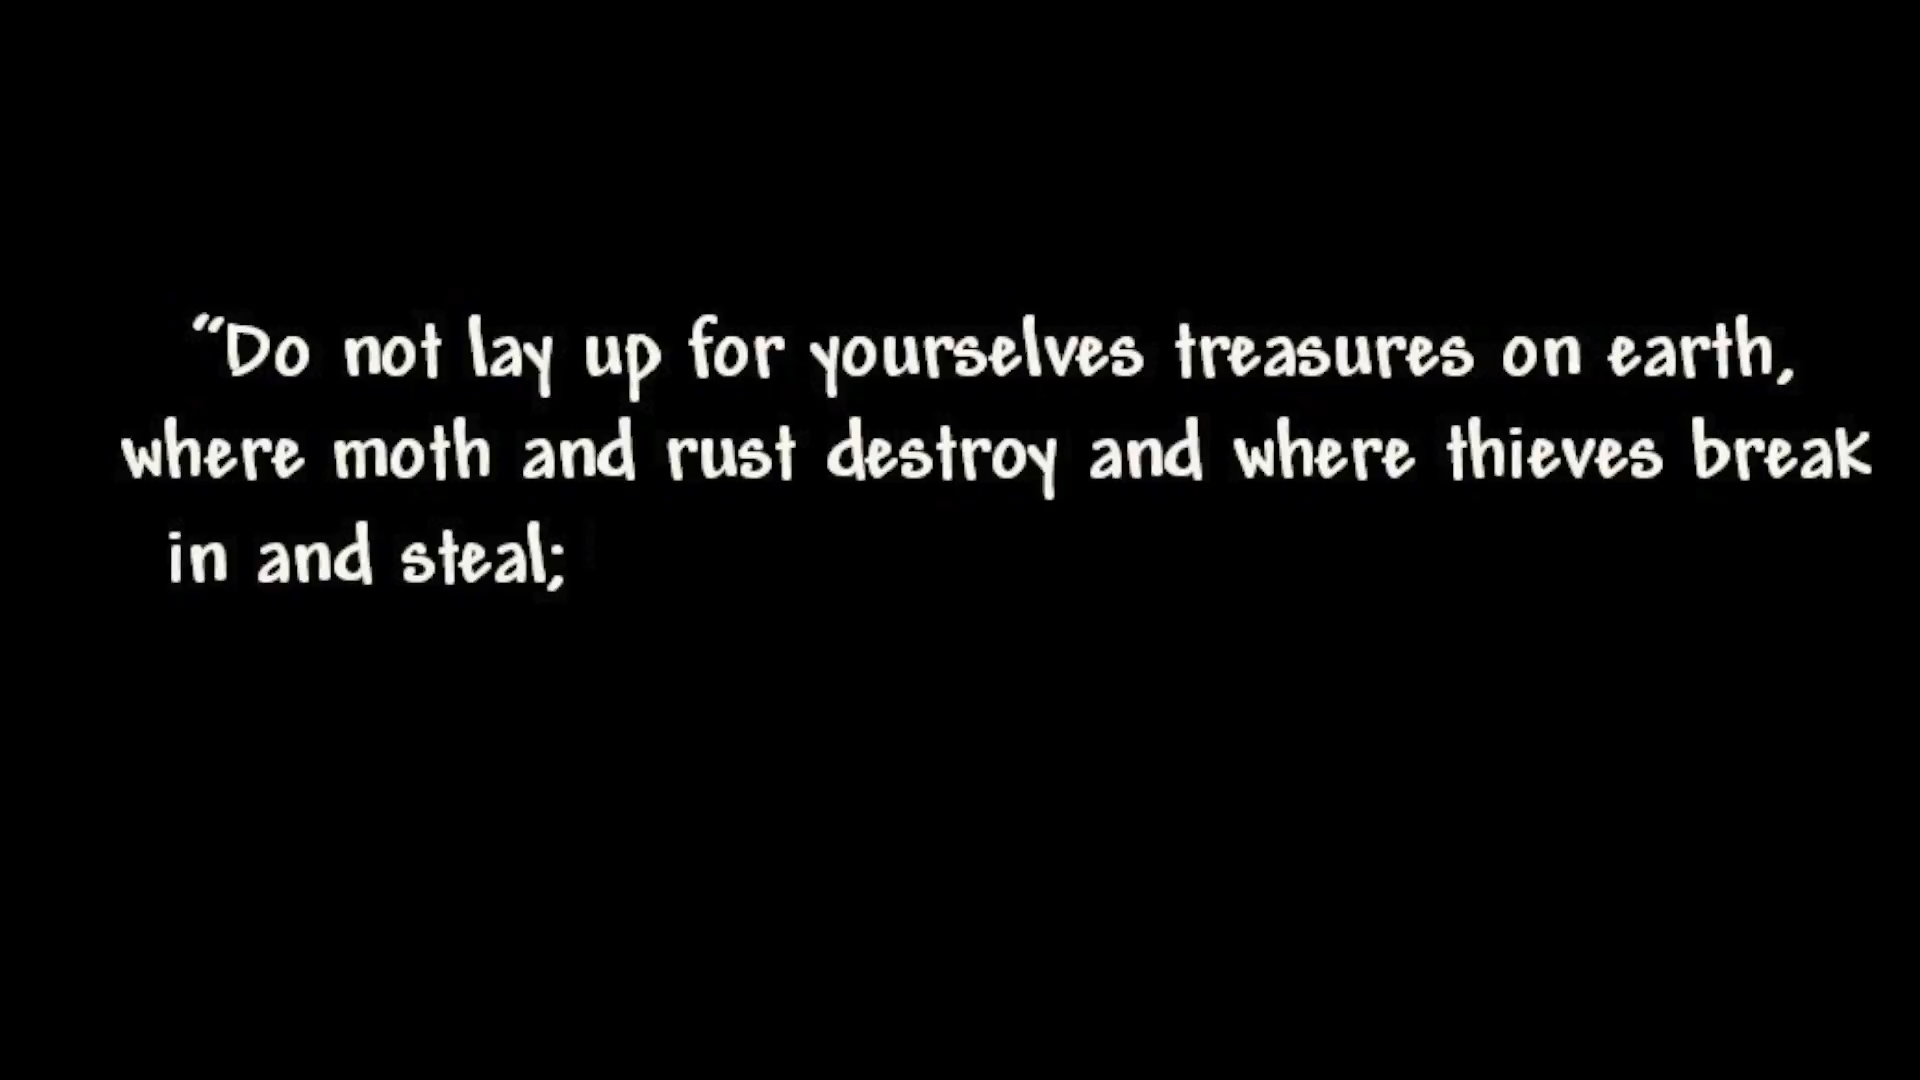 “Do not lay up for yourselves treasures on earth,
where moth and rust destroy and where thieves break
in and steal;